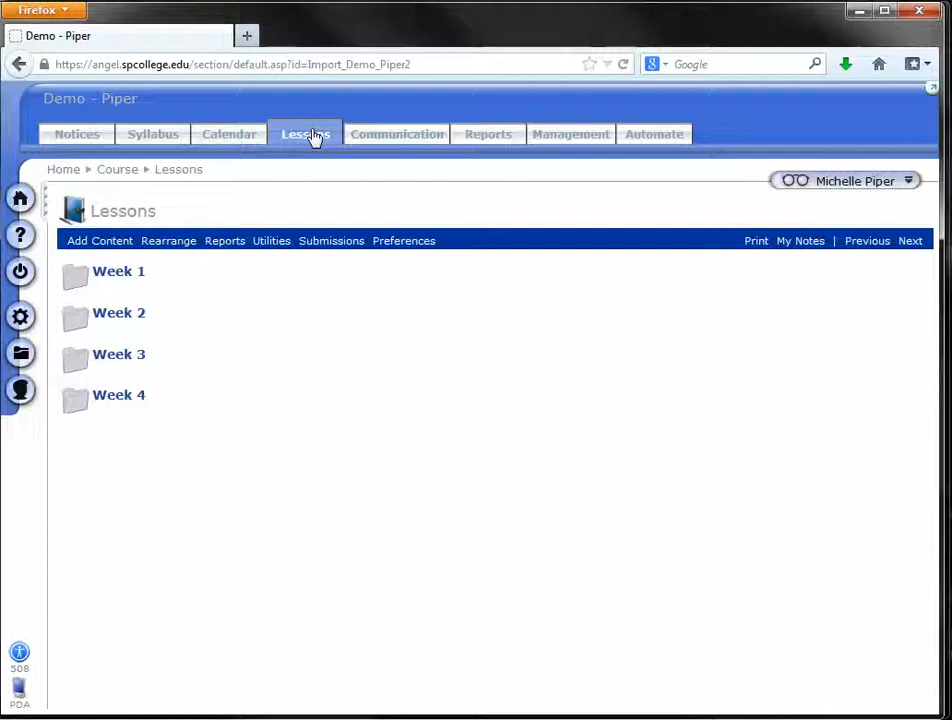 Firefox
Demo - Piper
https://angel.spcollege.edu/section/default.asp?id=Import_Demo_Piper2
Google
Demo - Piper
Notices Syllabus Calendar Lessons Communication Reports Management Automate
Home Course Lessons
Michelle Piper
Lessons
Add Content Rearrange Reports Utilities Submissions Preferences Print My Notes | Previous Next
Week 1
Week 2
Week 3
Week 4
508
PDA